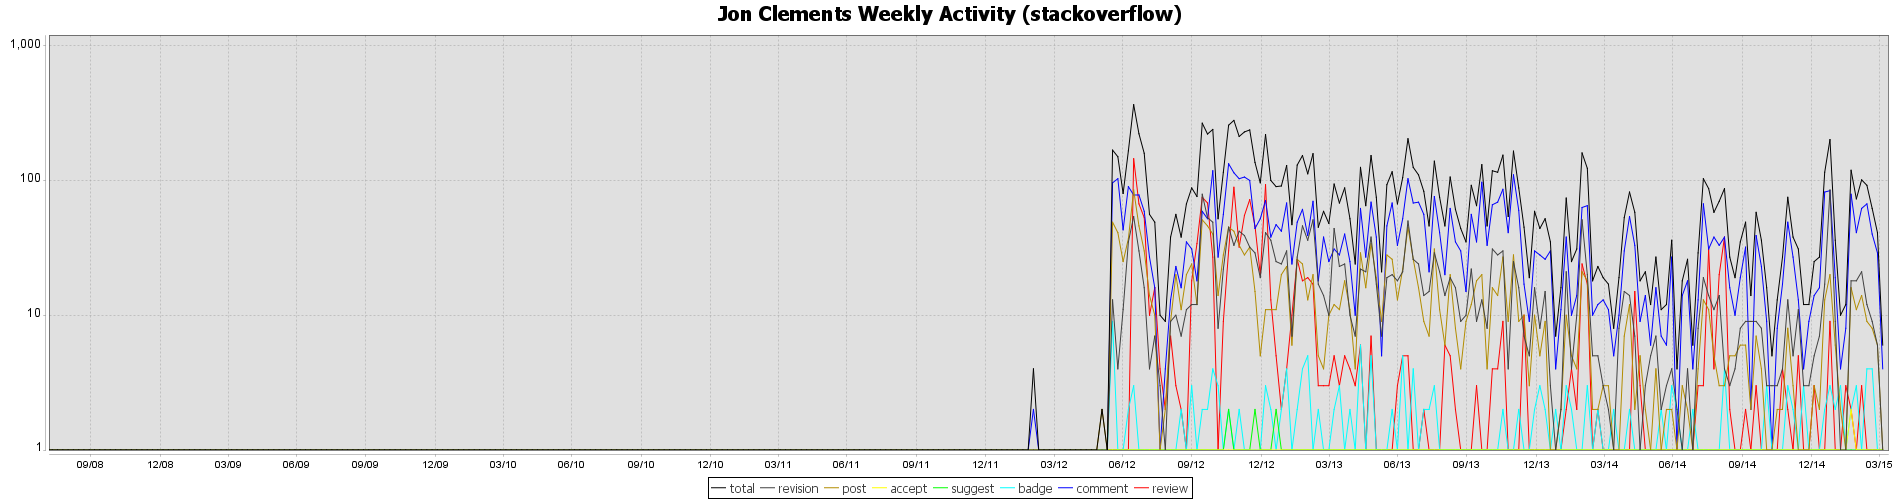 Jon Clements Weekly Activity (stackoverflow)
1,000
100
10
1
09/08 12/08 03/09 06/09 09/09 12/09 03/10 06/10 09/10 12/10 03/11 06/11 09/11 12/11 03/12 06/12 09/12 12/12 03/13 06/13 09/13 12/13 03/14 06/14 09/14 12/14 03/15
total revision post accept suggest badge comment review